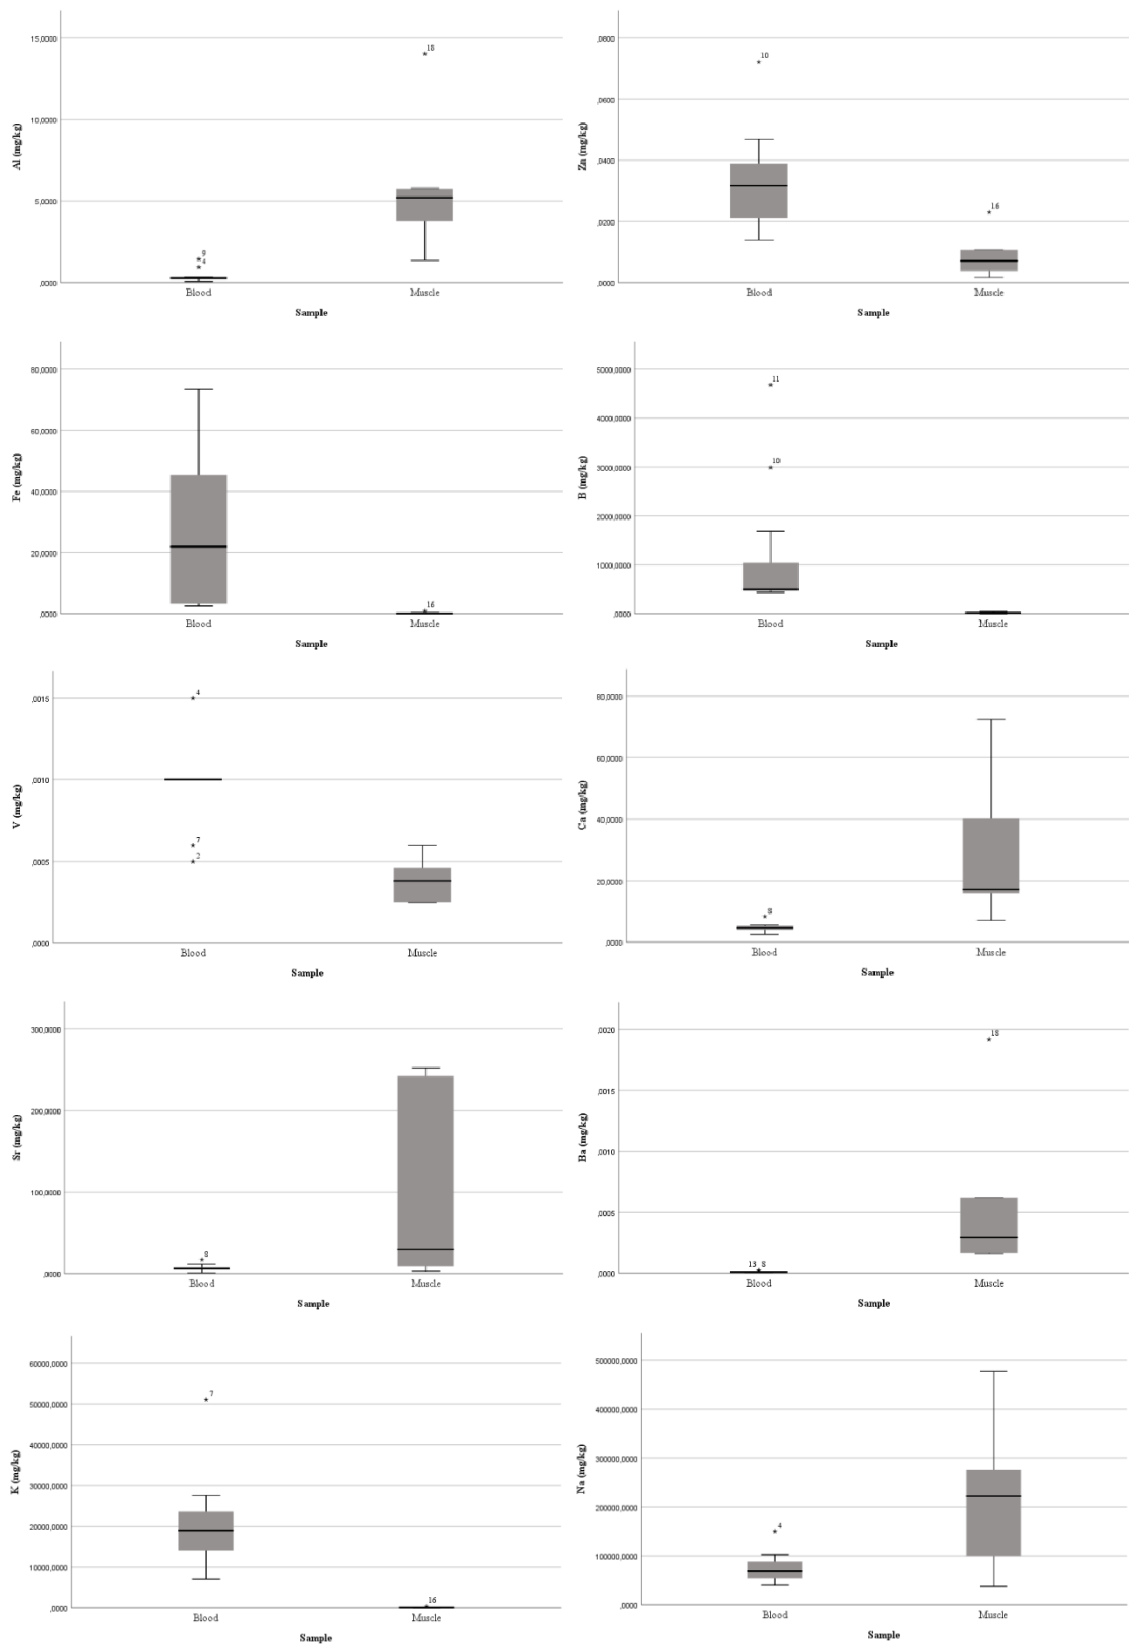 15,0000
18
10,0000
Al (mg/kg)
5,0000
9
4
,0000
Blood
Muscle
Sample
,0800
10
,0600
Zn (mg/kg)
,0400
16
,0200
,0000
Blood
Muscle
Sample
80,0000
60,0000
Fe (mg/kg)
40,0000
20,0000
16
,0000
Blood
Muscle
Sample
5000,0000
11
4000,0000
10
3000,0000
B (mg/kg)
2000,0000
1000,0000
,0000
Blood
Muscle
Sample
4
,0015
,0010
V (mg/kg)
7
2
,0005
,0000
Blood
Muscle
Sample
80,0000
60,0000
Ca (mg/kg)
40,0000
20,0000
8
,0000
Blood
Muscle
Sample
300,0000
200,0000
Sr (mg/kg)
100,0000
8
,0000
Blood
Muscle
Sample
,0020
18
,0015
Ba (mg/kg)
,0010
,0005
13 8
,0000
Blood
Muscle
Sample
60000,0000
7
50000,0000
40000,0000
K (mg/kg)
30000,0000
20000,0000
10000,0000
16
,0000
Blood
Muscle
Sample
500000,0000
400000,0000
Na (mg/kg)
300000,0000
200000,0000
4
100000,0000
,0000
Blood
Muscle
Sample